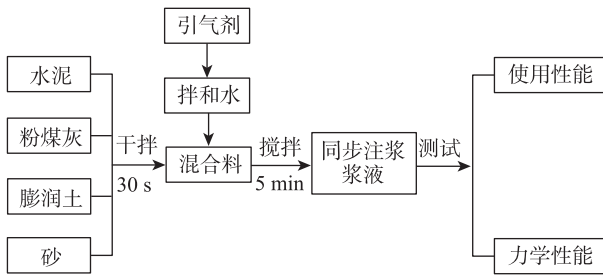 引气剂
水泥
拌和水
使用性能
粉煤灰
干拌
30 s
混合料
搅拌
5 min
同步注浆
浆液
测试
膨润土
砂
力学性能